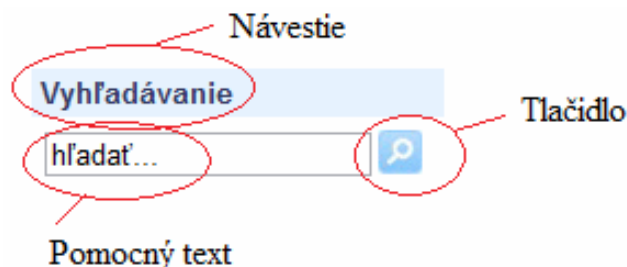 Návestie
Vyhľadávanie
Tlačidlo
hľadať...
Pomocný text